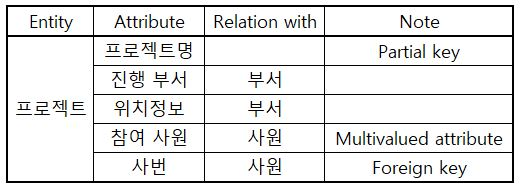 Entity Attribute Relation with Note
프로젝트 프로젝트명 Partial key
진행 부서 부서
위치정보 부서
참여 사원 사원 Multivalued attribute
사번 사원 Foreign key